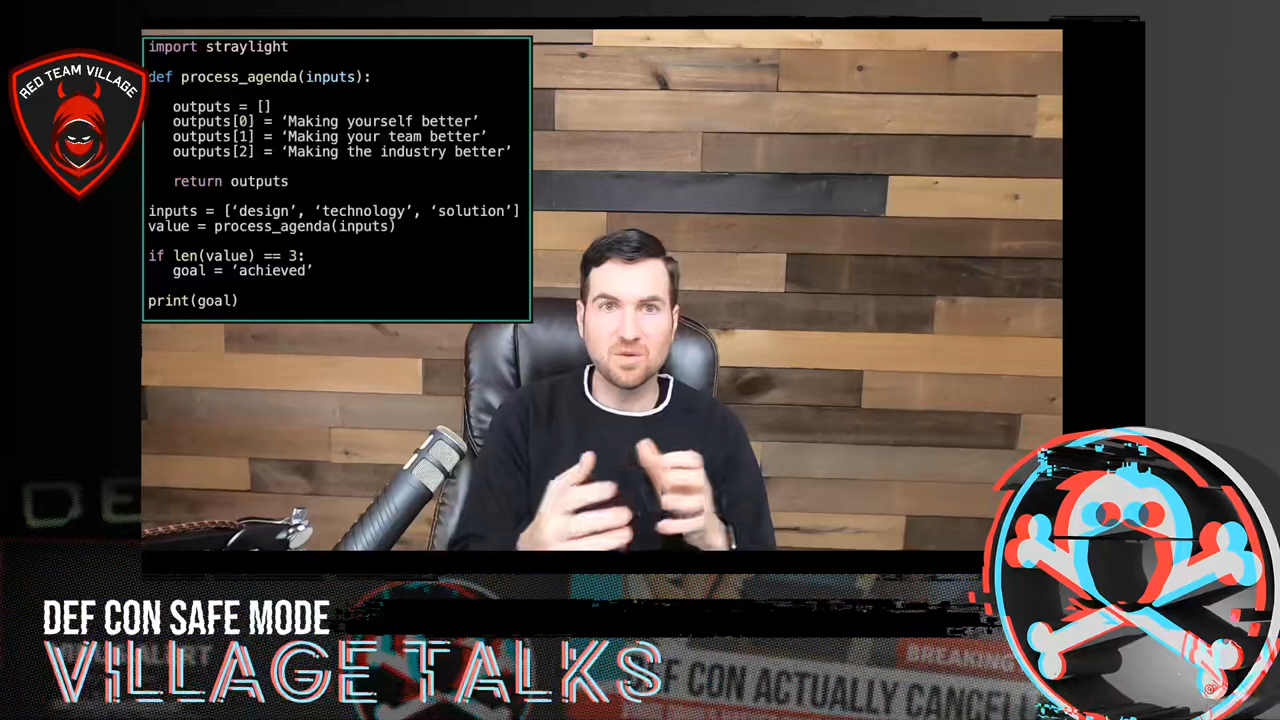 RED TEAM VILLAGE
import straylight
def process_agenda(inputs):
outputs = []
outputs[0] = ‘Making yourself better’
outputs[1] = ‘Making your team better’
outputs[2] = ‘Making the industry better’
return outputs
inputs = [‘design’, ‘technology’, ‘solution’]
value = process_agenda(inputs)
if len(value) == 3:
goal = ‘achieved’
print(goal)
DE
DEF CON SAFE MODE
VILLAGE TALKS
BREAKING
F CON ACTUALLY CANCELL